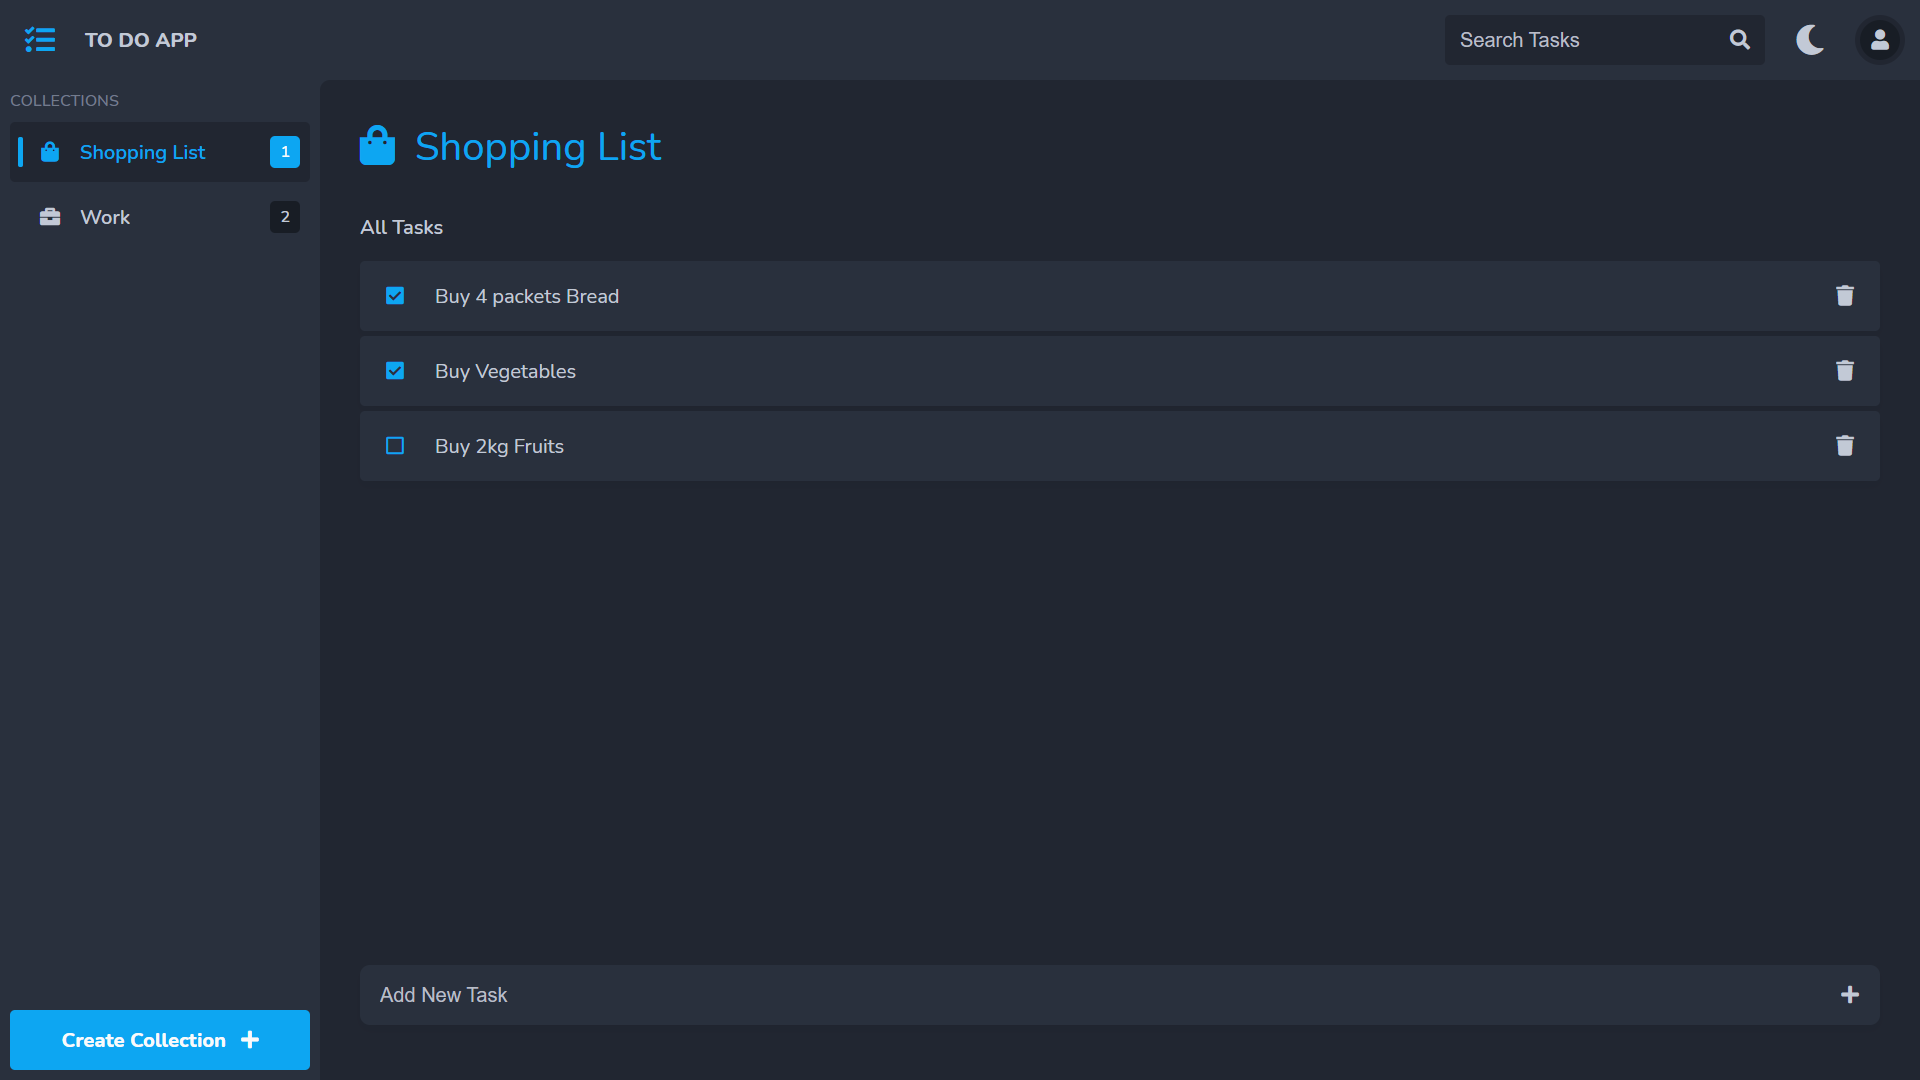 TO DO APP
Search Tasks
COLLECTIONS
Shopping List 1
Work 2
Shopping List
All Tasks
Buy 4 packets Bread
Buy Vegetables
Buy 2kg Fruits
Add New Task
Create Collection